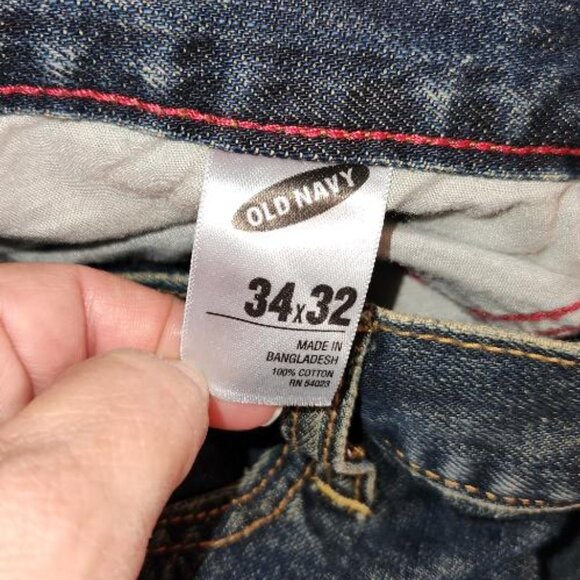 OLD NAVY
34x32
MADE IN
BANGLADESH
100% COTTON
RN 54023